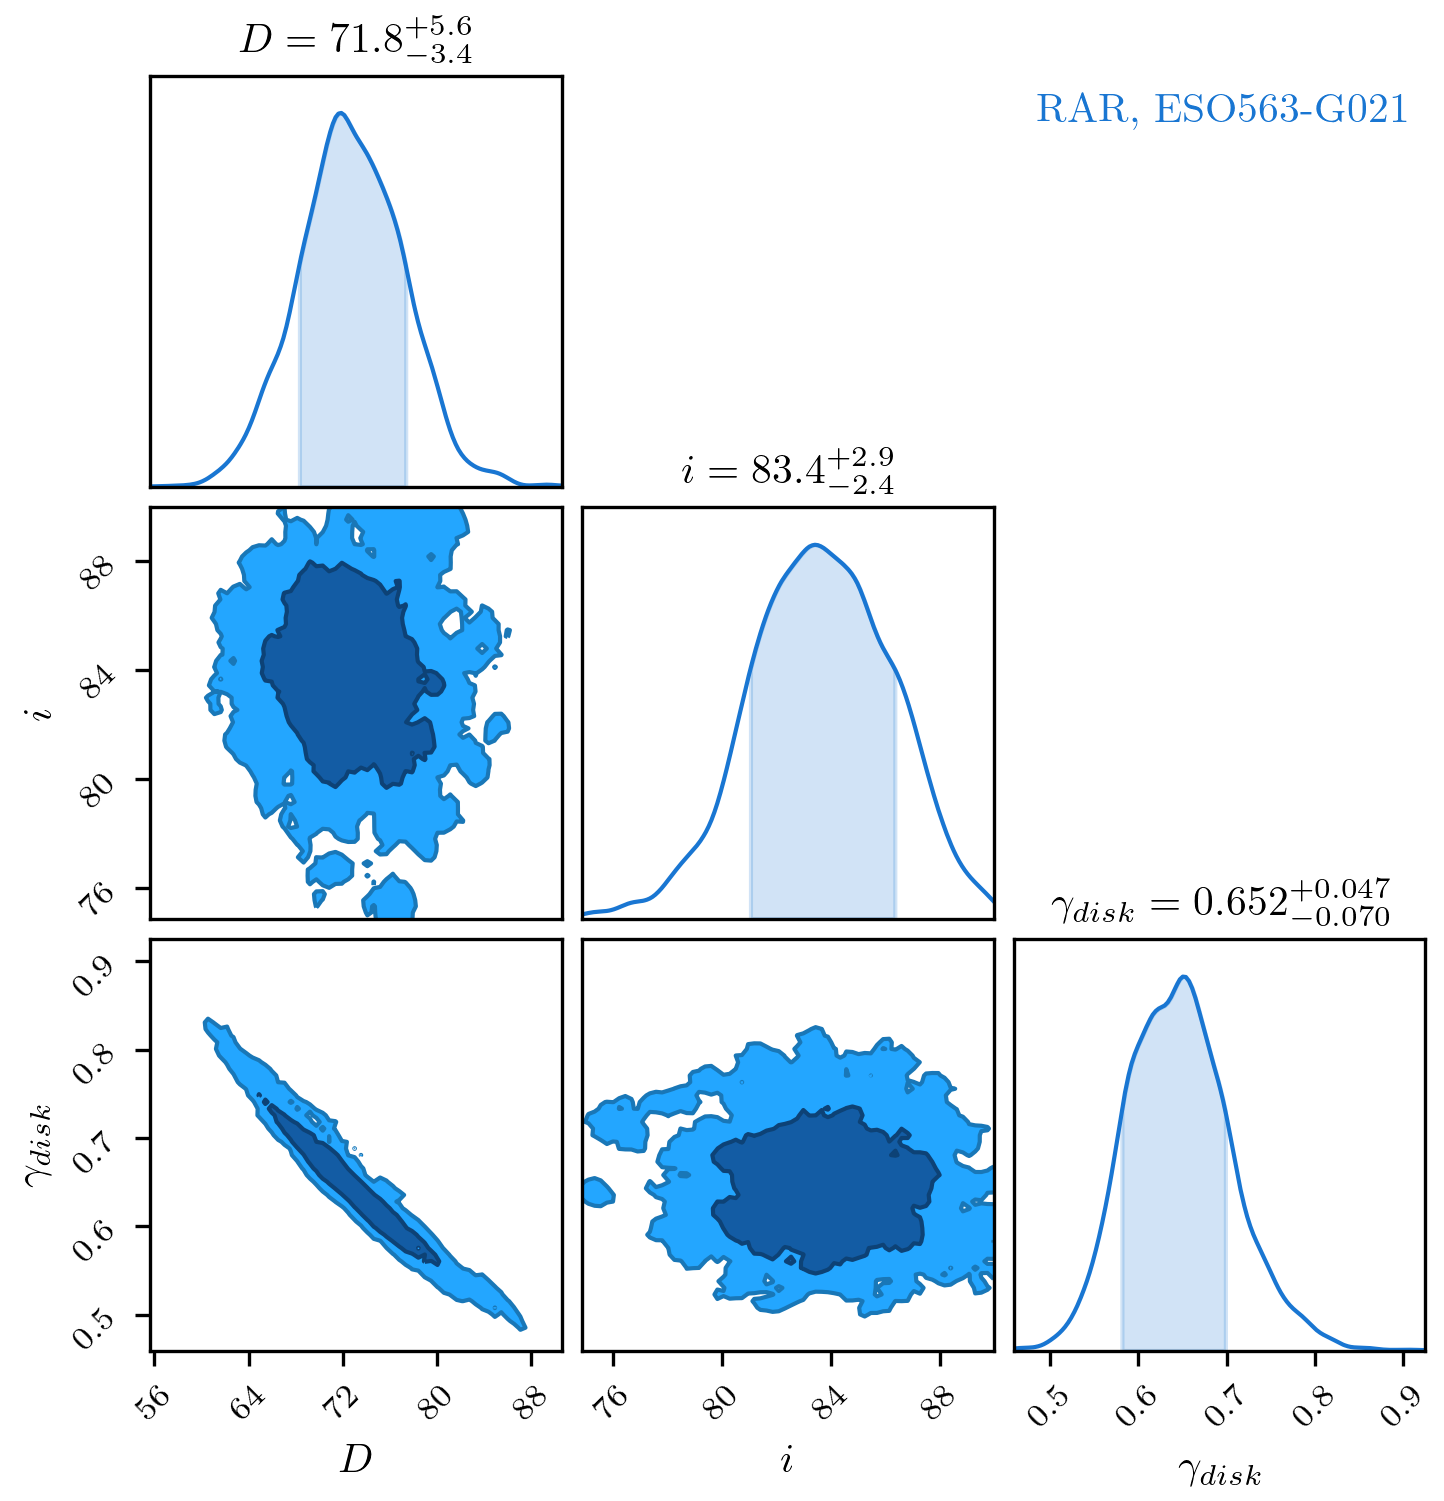 D = 71.8^{+5.6}_{-3.4}
RAR, ESO563-G021
i = 83.4^{+2.9}_{-2.4}
88
84
80
76
i
γ_{disk} = 0.652^{+0.047}_{-0.070}
0.9
0.8
0.7
0.6
0.5
γ_{disk}
56 64 72 80 88
76 80 84 88
0.5 0.6 0.7 0.8 0.9
D
i
γ_{disk}